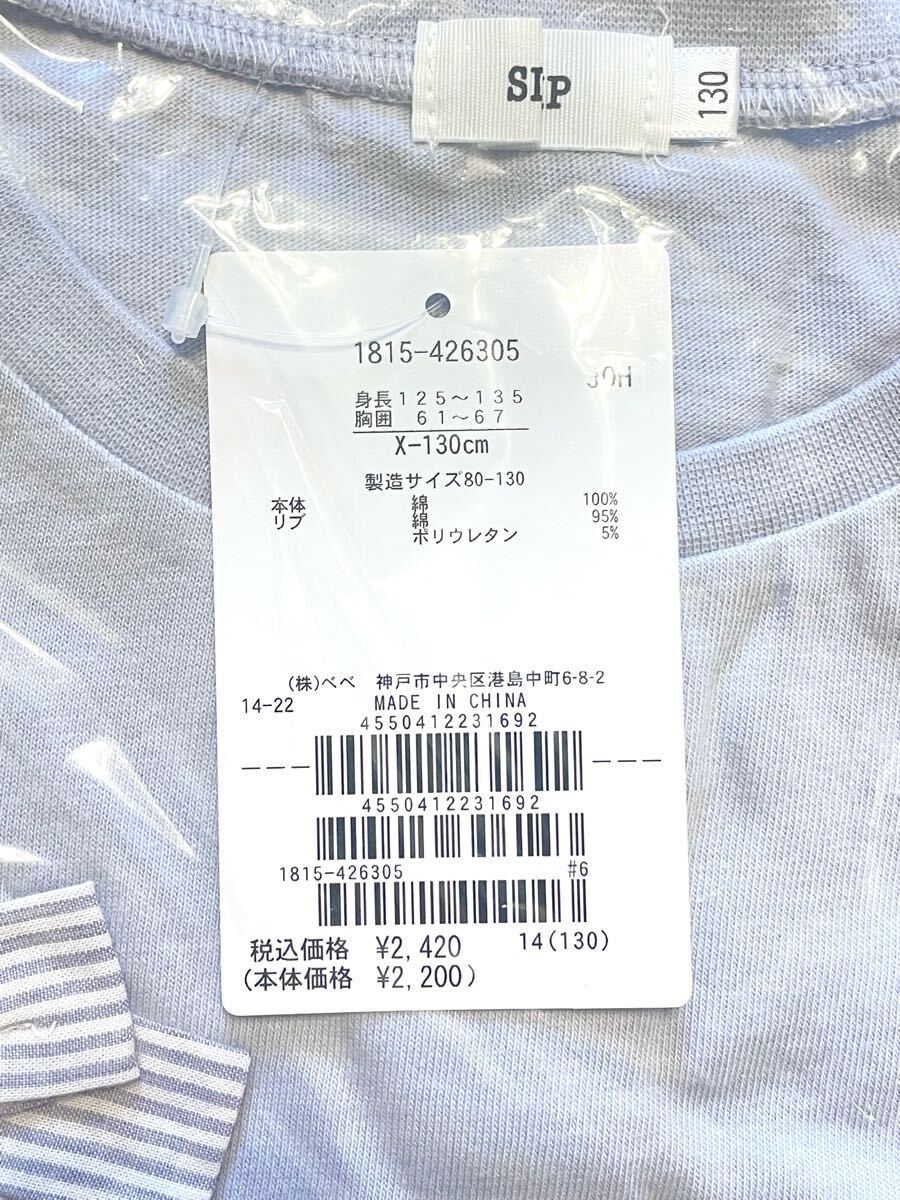 130
1815-426305
身長125～135
胸囲 61～67
X-130cm
製造サイズ80-130
本体 綿 100%
リブ 綿 95%
ポリウレタン 5%
(株)べべ 神戸市中央区港島中町6-8-2
14-22 MADE IN CHINA
4550412231692
4550412231692
1815-426305 #6
税込価格 ¥2,420 14(130)
(本体価格 ¥2,200)